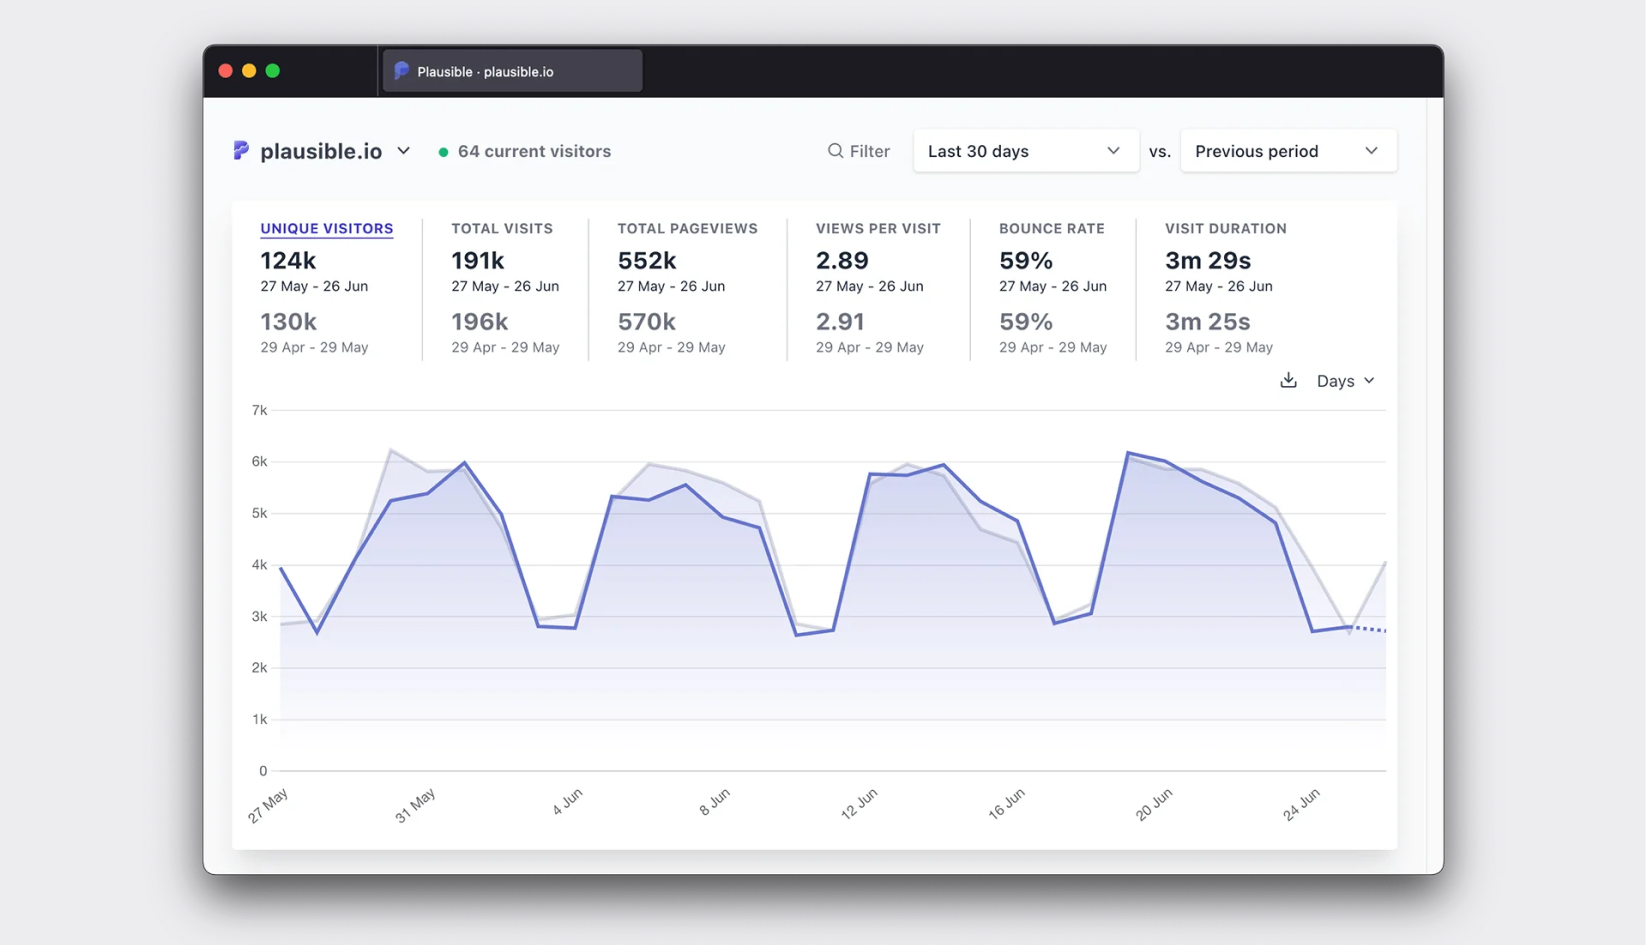 Plausible · plausible.io
plausible.io
64 current visitors
Filter
Last 30 days
vs.
Previous period
UNIQUE VISITORS
124k
27 May - 26 Jun
130k
29 Apr - 29 May
TOTAL VISITS
191k
27 May - 26 Jun
196k
29 Apr - 29 May
TOTAL PAGEVIEWS
552k
27 May - 26 Jun
570k
29 Apr - 29 May
VIEWS PER VISIT
2.89
27 May - 26 Jun
2.91
29 Apr - 29 May
BOUNCE RATE
59%
27 May - 26 Jun
59%
29 Apr - 29 May
VISIT DURATION
3m 29s
27 May - 26 Jun
3m 25s
29 Apr - 29 May
Days
7k
6k
5k
4k
3k
2k
1k
0
27 May
31 May
4 Jun
8 Jun
12 Jun
16 Jun
20 Jun
24 Jun